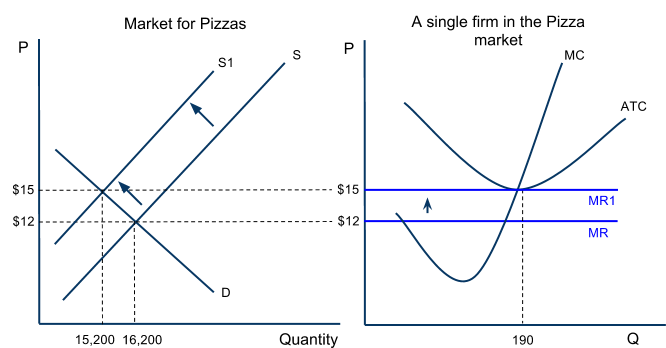 Market for Pizzas
P
S1
S
$15
$12
D
15,200
16,200
Quantity
A single firm in the Pizza
market
P
MC
ATC
$15
MR1
$12
MR
190
Q